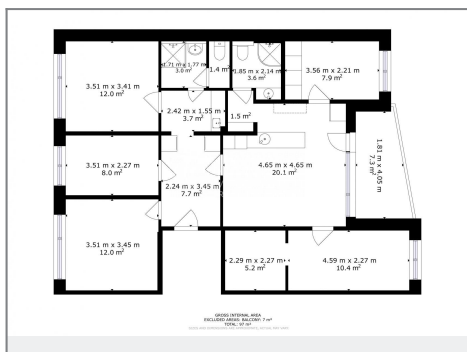 3.51 m x 3.41 m
12.0 m²
1.77 m
3.0 m²
1.4 m²
1.85 m x 2.14 m
3.6 m²
3.56 m x 2.21 m
7.9 m²
2.42 m x 1.55 m
3.7 m²
1.5 m²
1.81 m x 4.05 m
7.3 m²
3.51 m x 2.27 m
8.0 m²
4.65 m x 4.65 m
20.1 m²
2.24 m x 3.45 m
7.7 m²
3.51 m x 3.45 m
12.0 m²
2.29 m x 2.27 m
5.2 m²
4.59 m x 2.27 m
10.4 m²
GROSS INTERNAL AREA
EXCLUDED AREAS: BALCONY: 7 m²
TOTAL: 97 m²